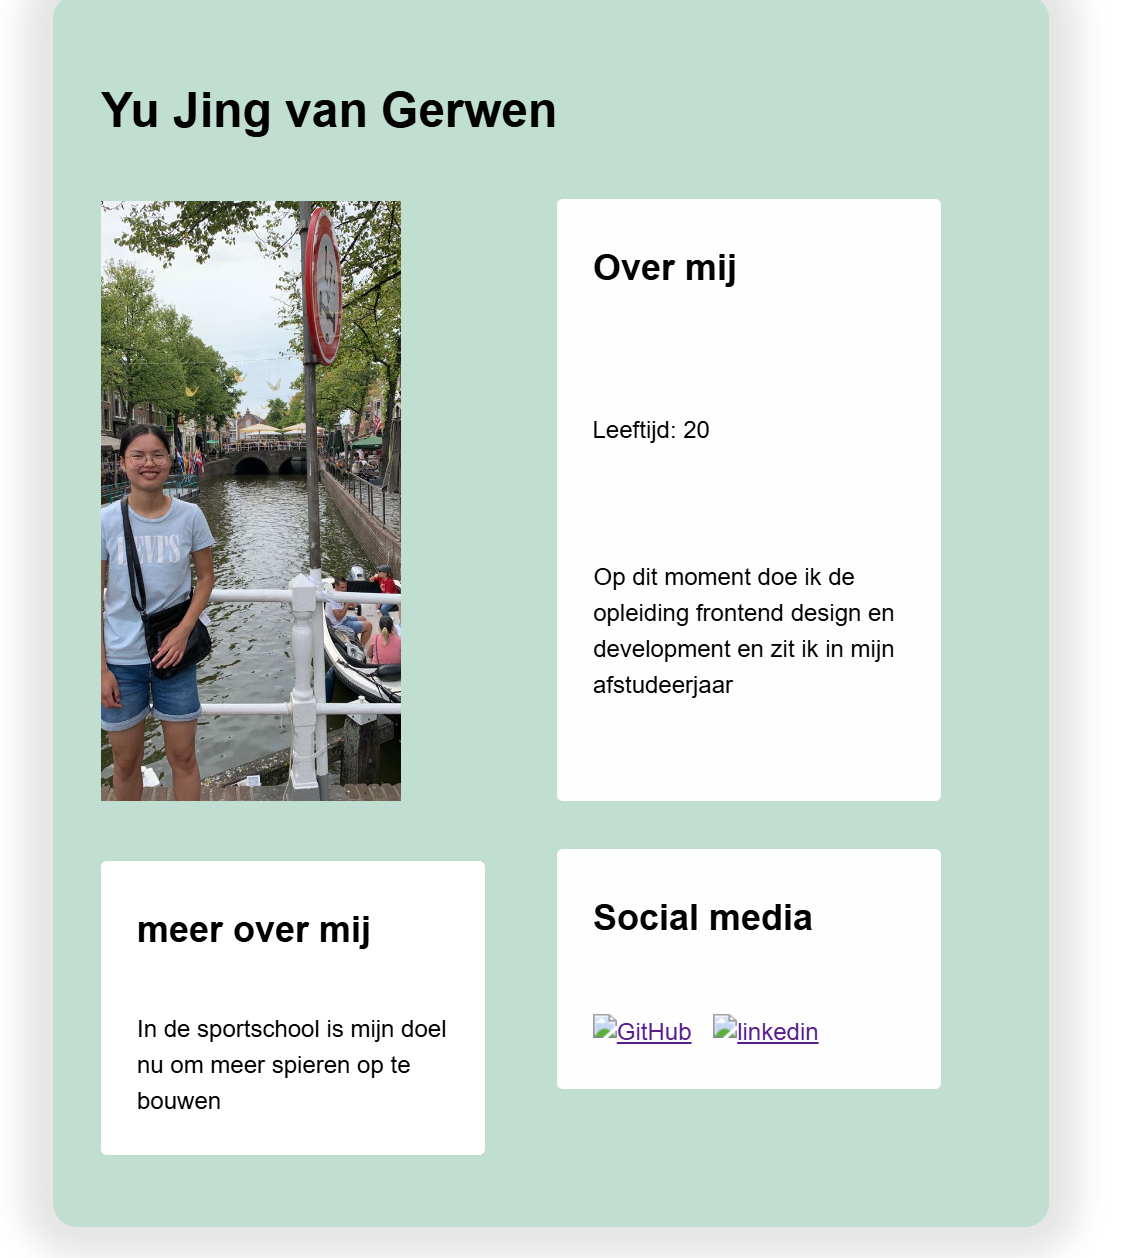 Yu Jing van Gerwen
LEVI'S
Over mij
Leeftijd: 20
Op dit moment doe ik de
opleiding frontend design en
development en zit ik in mijn
afstudeerjaar
meer over mij
In de sportschool is mijn doel
nu om meer spieren op te
bouwen
Social media
GitHub linkedin